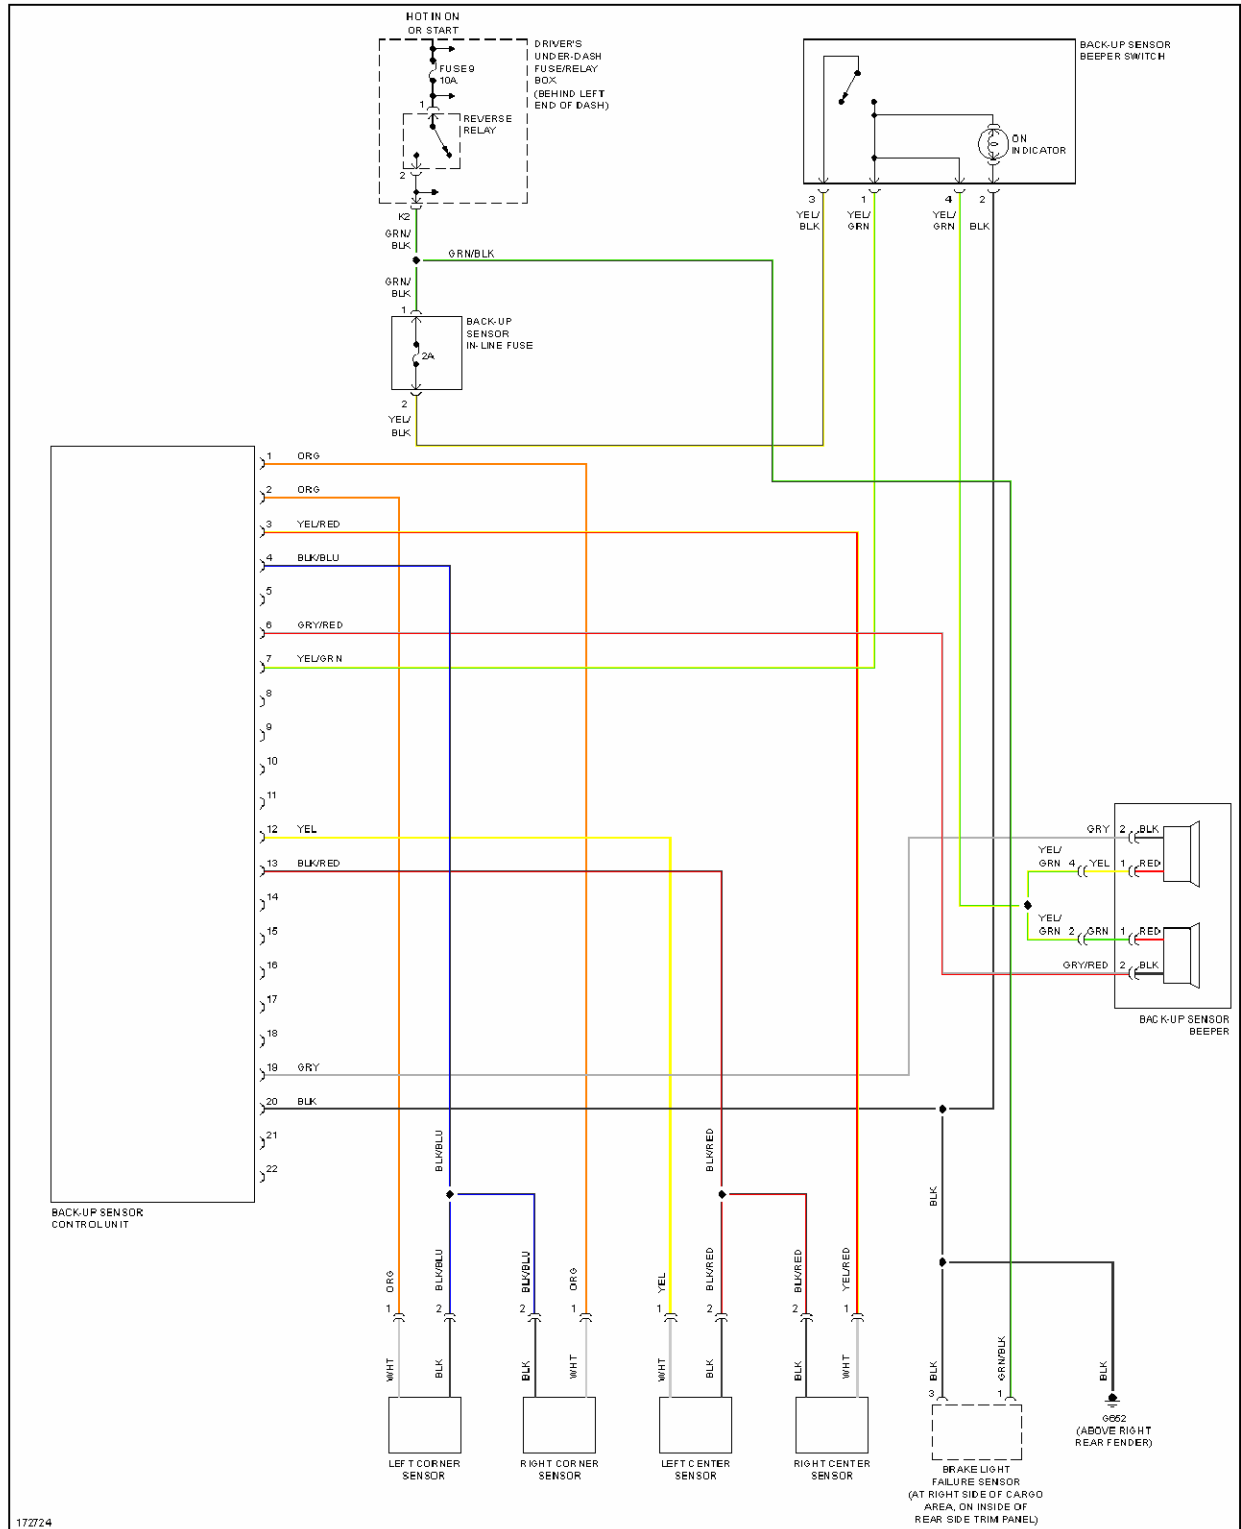 HOT IN ON
OR START
DRIVER'S
UNDER-DASH
FUSE/RELAY
BOX
(BEHIND LEFT
END OF DASH)
FUSE 9
10A
1
REVERSE
RELAY
2
K2
GRN/
BLK
GRN/BLK
GRN/
BLK
1
BACK-UP
SENSOR
IN-LINE FUSE
2A
2
YEL/
BLK
BACK-UP SENSOR
BEEPER SWITCH
ON
INDICATOR
3
1
4
2
YEL/
BLK
YEL/
GRN
YEL/
GRN
BLK
1 ORG
2 ORG
3 YEL/RED
4 BLK/BLU
5
6 GRY/RED
7 YEL/GRN
8
9
10
11
12 YEL
13 BLK/RED
14
15
16
17
18
19 GRY
20 BLK
21
22
BACK-UP SENSOR
CONTROL UNIT
GRY 2 BLK
YEL/
GRN 4 YEL 1 RED
YEL/
GRN 2 GRN 1 RED
GRY/RED 2 BLK
BACK-UP SENSOR
BEEPER
BLK/BLU
BLK/RED
BLK
ORG
BLK/BLU
BLK/BLU
ORG
YEL
BLK/RED
BLK/RED
YEL/RED
1
2
2
1
1
2
2
1
WHT
BLK
BLK
WHT
WHT
BLK
BLK
WHT
BLK
GRN/BLK
BLK
3
1
LEFT CORNER
SENSOR
RIGHT CORNER
SENSOR
LEFT CENTER
SENSOR
RIGHT CENTER
SENSOR
BRAKE LIGHT
FAILURE SENSOR
(AT RIGHT SIDE OF CARGO
AREA, ON INSIDE OF
REAR SIDE TRIM PANEL)
G652
(ABOVE RIGHT
REAR FENDER)
172724